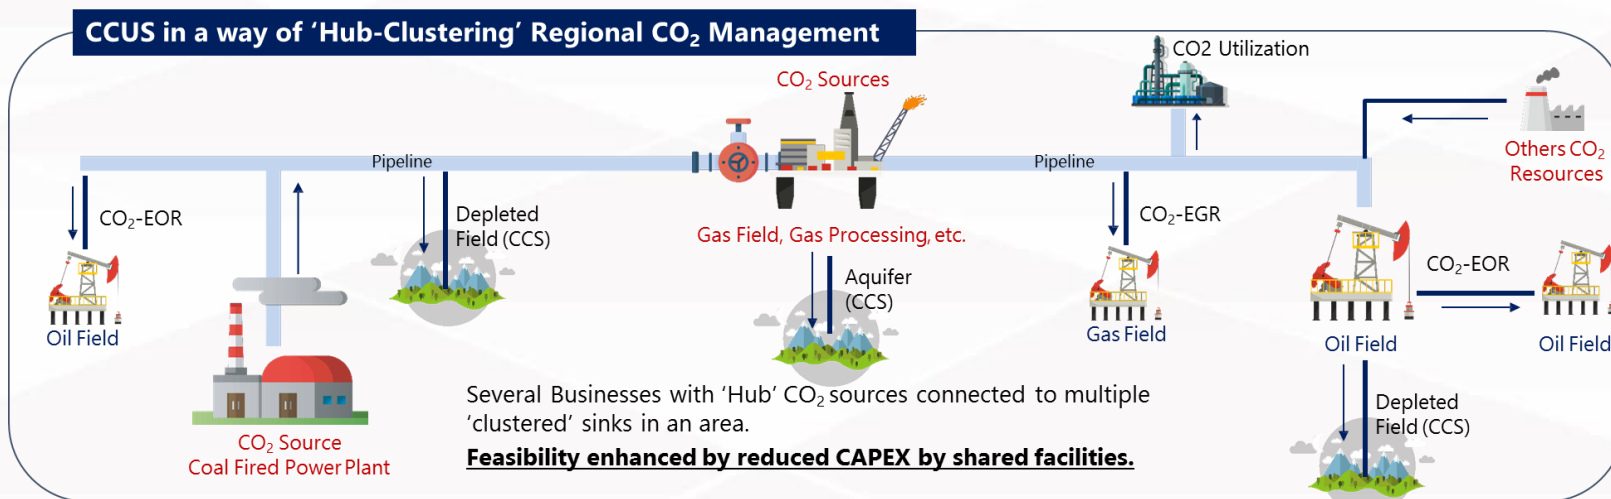 CCUS in a way of ‘Hub-Clustering’ Regional CO₂ Management
CO2 Utilization
CO₂ Sources
Pipeline
Pipeline
Others CO₂
Resources
CO₂-EOR
Depleted
Field (CCS)
Gas Field, Gas Processing, etc.
CO₂-EGR
Aquifer
(CCS)
CO₂-EOR
Oil Field
Gas Field
Oil Field
Oil Field
Several Businesses with ‘Hub’ CO₂ sources connected to multiple
‘clustered’ sinks in an area.
Feasibility enhanced by reduced CAPEX by shared facilities.
Depleted
Field (CCS)
CO₂ Source
Coal Fired Power Plant